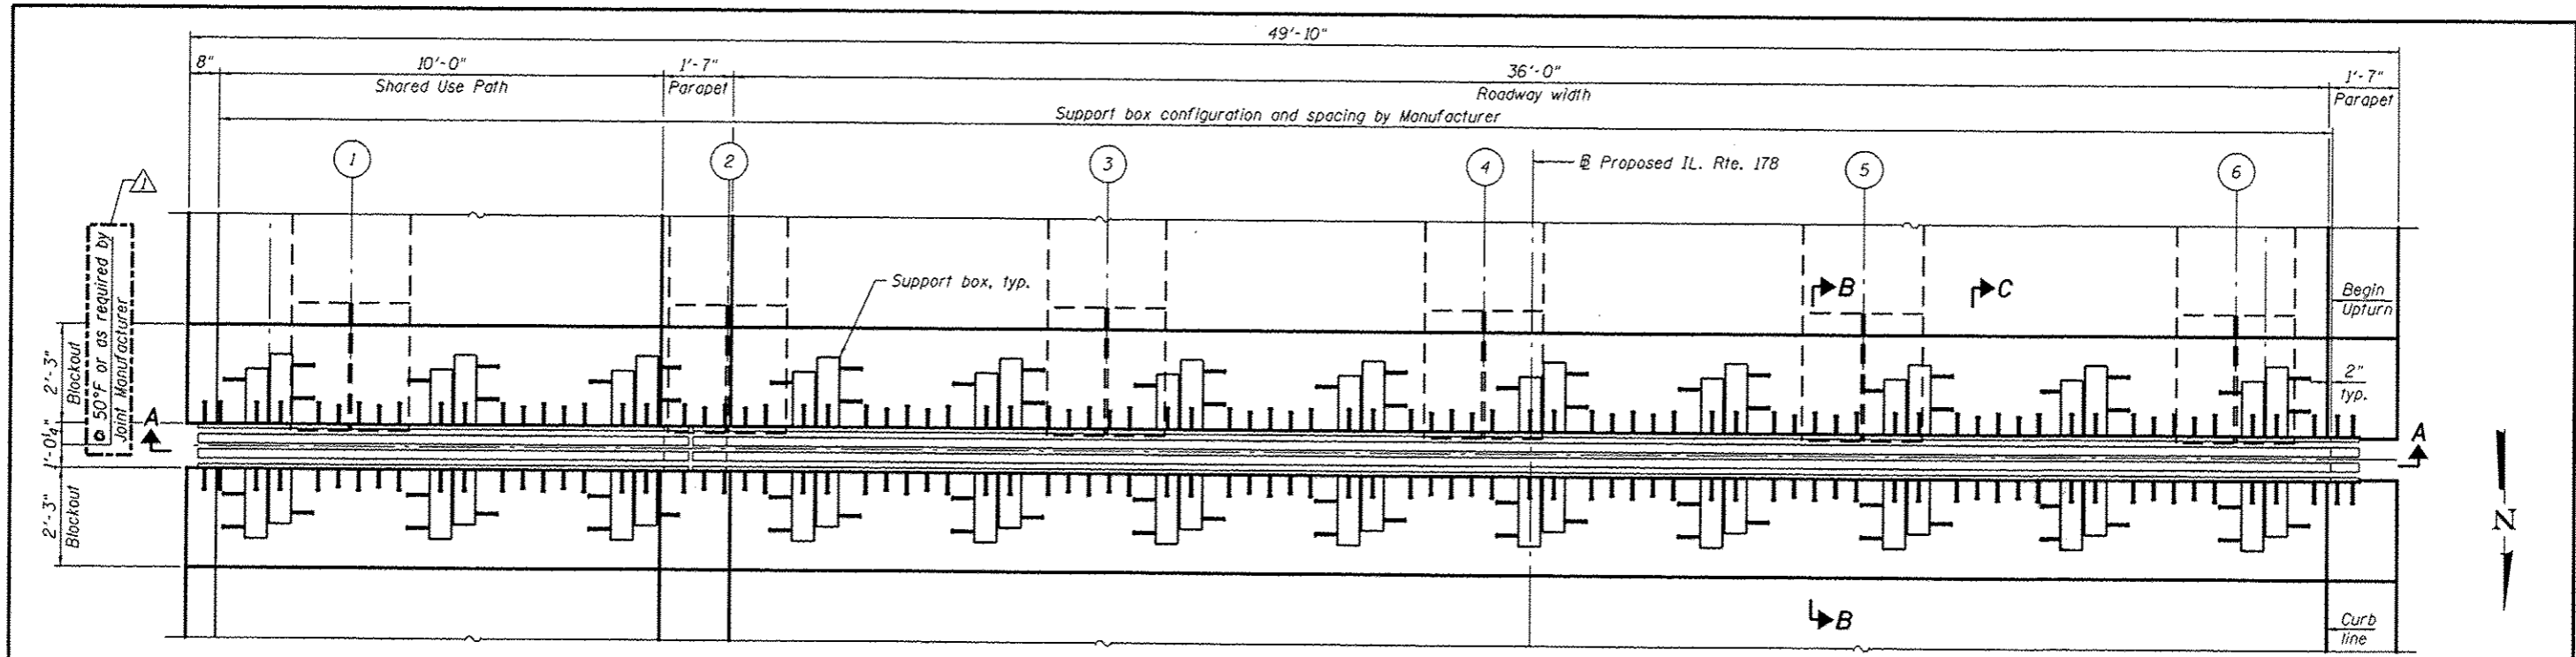 49'-10"
8"
10'-0"
1'-7"
36'-0"
1'-7"
Shared Use Path
Parapet
Roadway width
Parapet
Support box configuration and spacing by Manufacturer
1
2
3
4
5
6
℄ Proposed IL. Rte. 178
1
@ 50°F or as required by
Joint Manufacturer
Support box, typ.
B
C
Begin
Upturn
2'-3"
Blockout
2"
typ.
A
1'-0¼"
A
2'-3"
Blockout
N
B
Curb
line